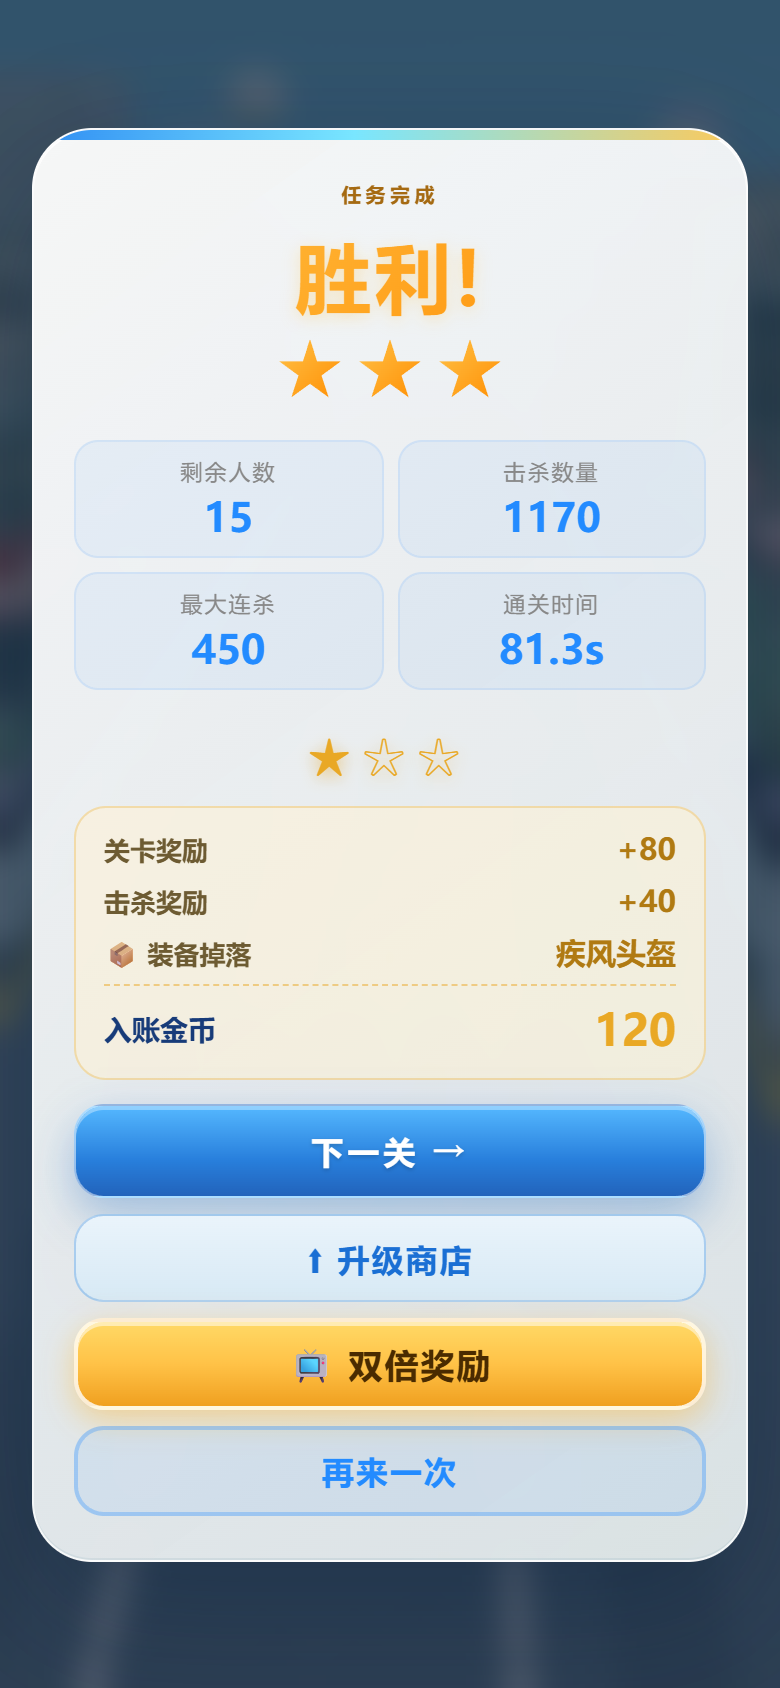 任务完成
胜利!
★ ★ ★
剩余人数
15
击杀数量
1170
最大连杀
450
通关时间
81.3s
★ ☆ ☆
关卡奖励 +80
击杀奖励 +40
📦 装备掉落 疾风头盔
入账金币 120
下一关 →
⬆ 升级商店
📺 双倍奖励
再来一次